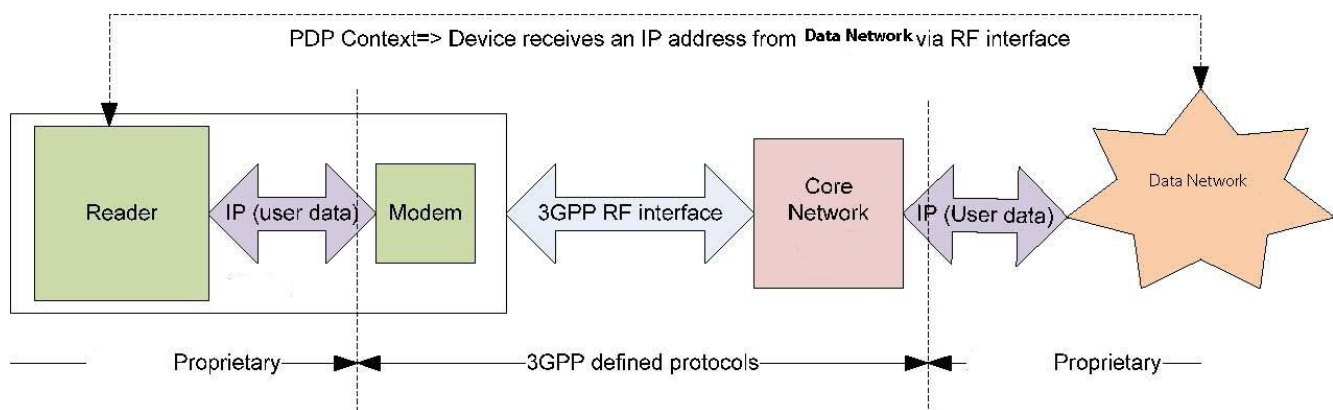 PDP Context=> Device receives an IP address from Data Network via RF interface
Reader
IP (user data)
Modem
3GPP RF interface
Core
Network
IP (User data)
Data Network
Proprietary
3GPP defined protocols
Proprietary